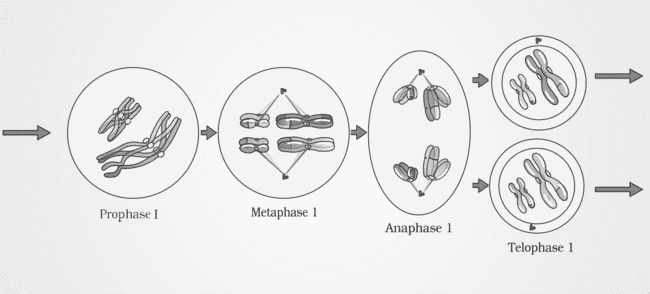 Prophase I
Metaphase 1
Anaphase 1
Telophase 1